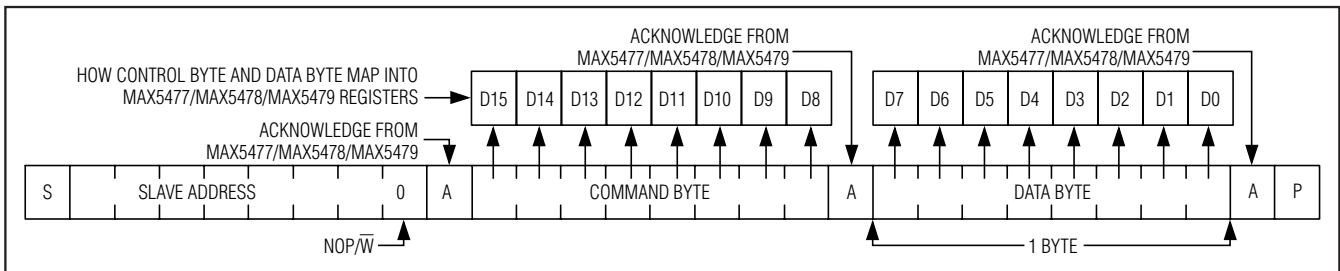 ACKNOWLEDGE FROM
MAX5477/MAX5478/MAX5479
ACKNOWLEDGE FROM
MAX5477/MAX5478/MAX5479
HOW CONTROL BYTE AND DATA BYTE MAP INTO
MAX5477/MAX5478/MAX5479 REGISTERS
D15 D14 D13 D12 D11 D10 D9 D8 D7 D6 D5 D4 D3 D2 D1 D0
ACKNOWLEDGE FROM
MAX5477/MAX5478/MAX5479
S SLAVE ADDRESS 0 A COMMAND BYTE A DATA BYTE A P
NOP/W̅
1 BYTE